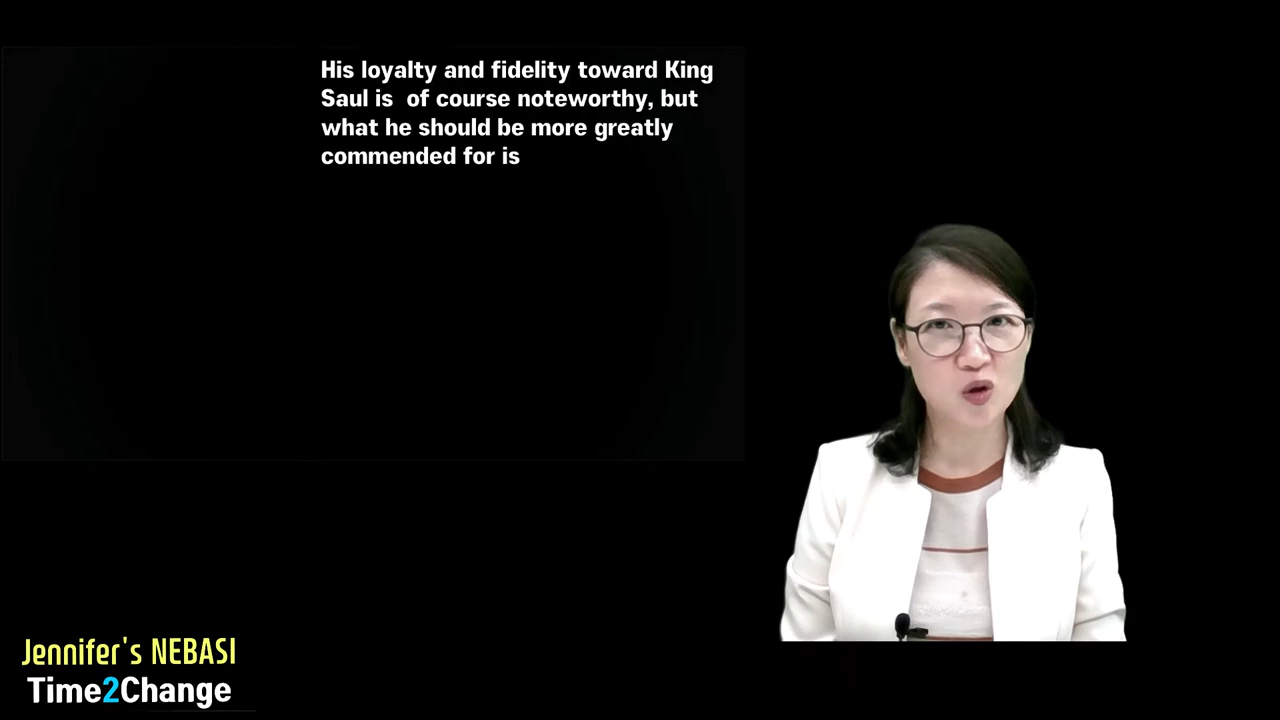 His loyalty and fidelity toward King
Saul is  of course noteworthy, but
what he should be more greatly
commended for is
Jennifer's NEBASI
Time2Change